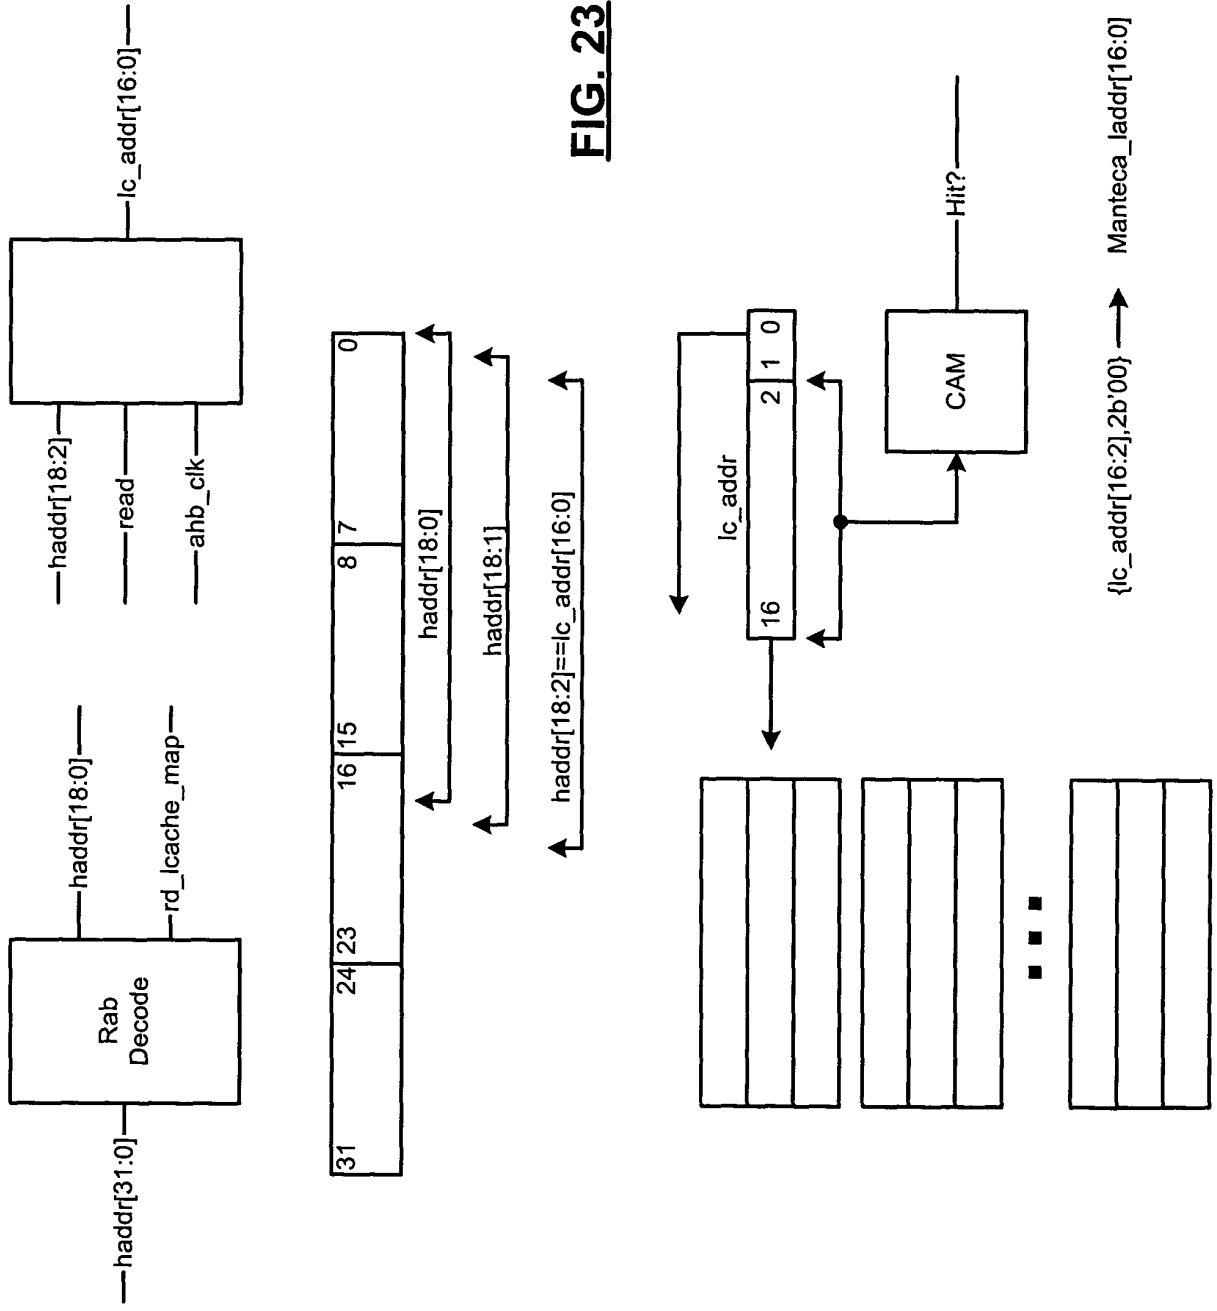 haddr[31:0]
Rab
Decode
haddr[18:0]
rd_lcache_map
haddr[18:2]
read
ahb_clk
lc_addr[16:0]
31 24 23 16 15 8 7 0
haddr[18:0]
haddr[18:1]
haddr[18:2]==lc_addr[16:0]
FIG. 23
lc_addr
16 2 1 0
CAM
Hit?
{lc_addr[16:2],2b'00} Manteca_laddr[16:0]